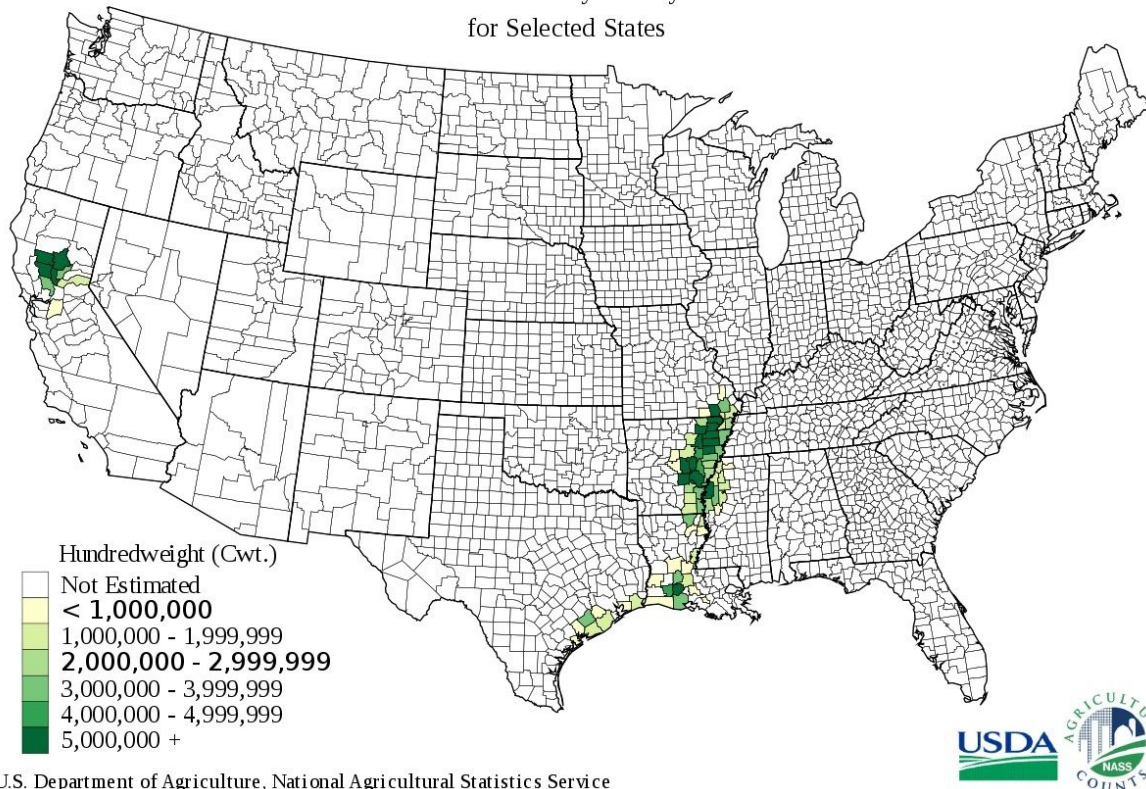 for Selected States
Hundredweight (Cwt.)
Not Estimated
< 1,000,000
1,000,000 - 1,999,999
2,000,000 - 2,999,999
3,000,000 - 3,999,999
4,000,000 - 4,999,999
5,000,000 +
U.S. Department of Agriculture, National Agricultural Statistics Service
USDA
NASS